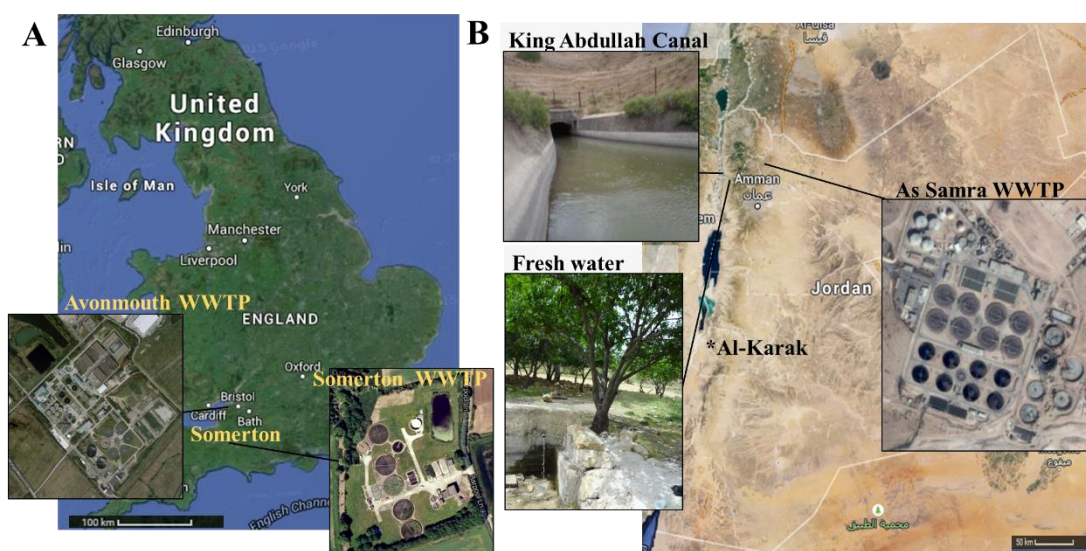 A
Edinburgh
Glasgow
United
Kingdom
Isle of Man
York
Manchester
Liverpool
Avonmouth WWTP
ENGLAND
Oxford
Somerton WWTP
Bristol
Cardiff
Bath
Somerton
English Channel
100 km
B
King Abdullah Canal
Amman
عمان
As Samra WWTP
Fresh water
Jordan
*Al-Karak
محمية الطبيق
50 km